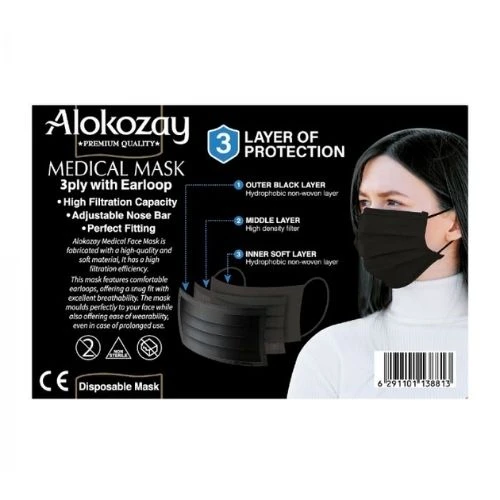 Alokozay
★PREMIUM QUALITY★
MEDICAL MASK
3ply with Earloop
• High Filtration Capacity
• Adjustable Nose Bar
• Perfect Fitting
Alokozay Medical Face Mask is
fabricated with a high-quality and
soft material, It has a high
filtration efficiency.
This mask features comfortable
earloops, offering a snug fit with
excellent breathability. The mask
moulds perfectly to your face while
also offering ease of wearability,
even in case of prolonged use.
2
NON
STERILE
CE
Disposable Mask
3 LAYER OF
PROTECTION
1 OUTER BLACK LAYER
Hydrophobic non-woven layer
2 MIDDLE LAYER
High density filter
3 INNER SOFT LAYER
Hydrophobic non-woven layer
6 291101 138813